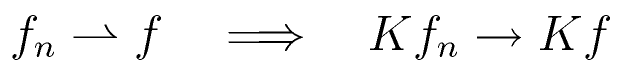 fₙ ⇀ f ⟹ Kfₙ → Kf